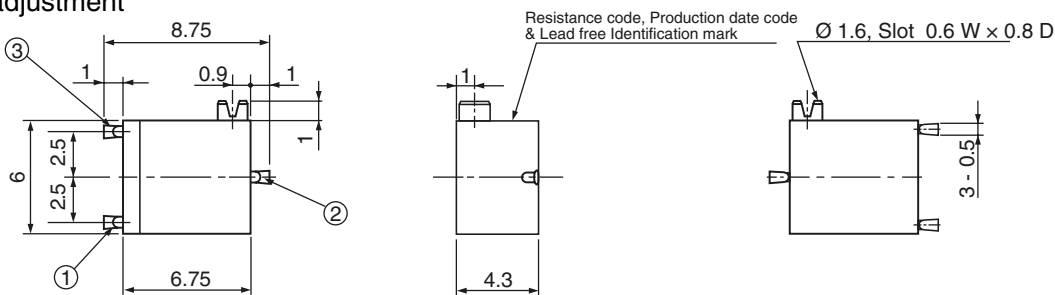 adjustment
8.75
Resistance code, Production date code
& Lead free Identification mark
Ø 1.6, Slot 0.6 W × 0.8 D
③
1
0.9
1
1
1
6
2.5
2.5
3 - 0.5
②
①
6.75
4.3